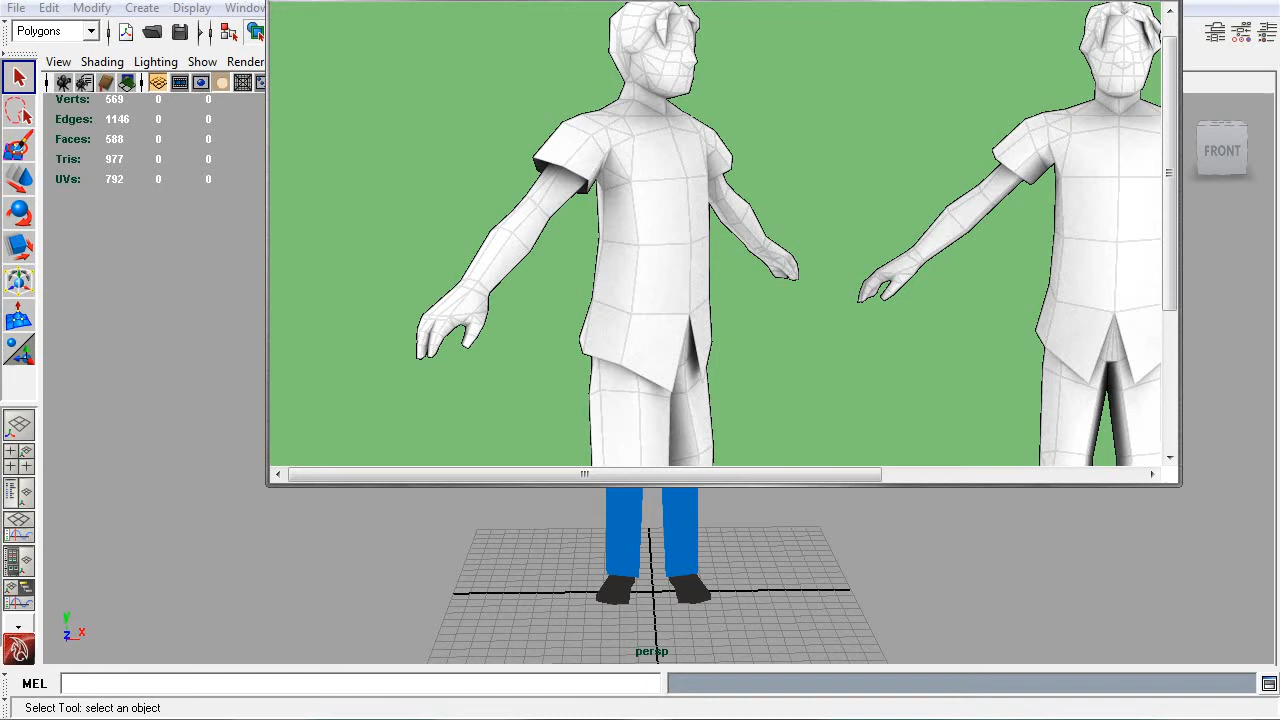 File Edit Modify Create Display Window
Polygons
View Shading Lighting Show Render
Verts: 569 0 0
Edges: 1146 0 0
Faces: 588 0 0
Tris: 977 0 0
UVs: 792 0 0
FRONT
y
z x
persp
MEL
Select Tool: select an object